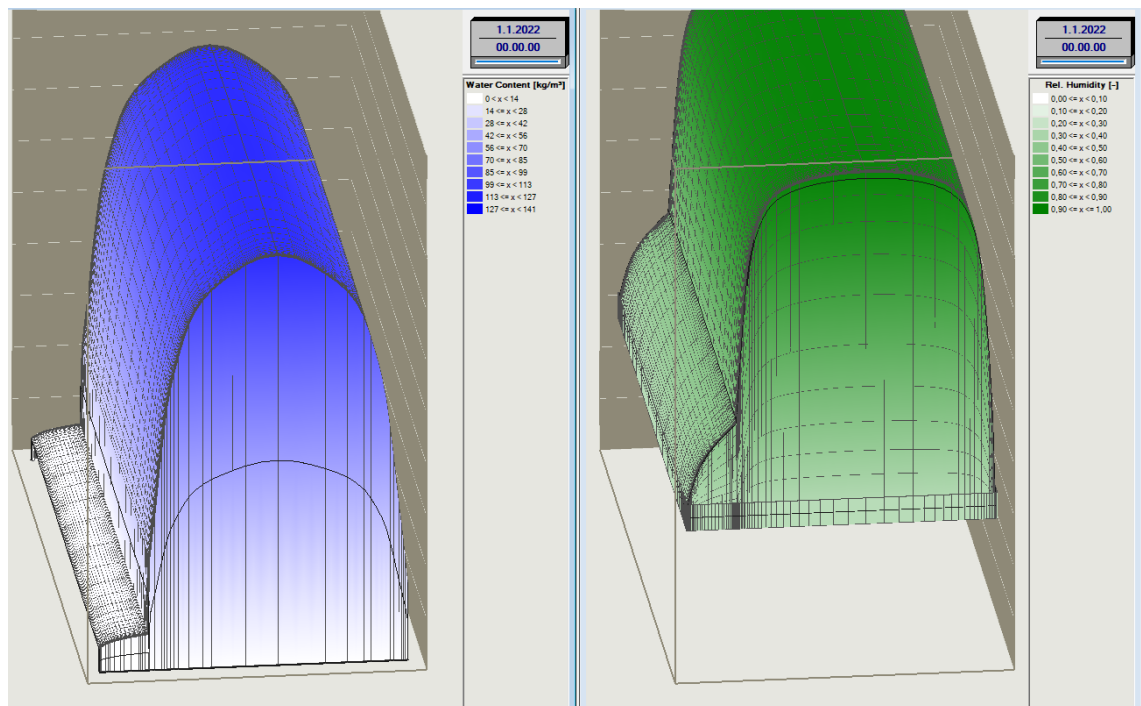 1.1.2022
00.00.00
Water Content [kg/m³]
0 < x < 14
14 <= x < 28
28 <= x < 42
42 <= x < 56
56 <= x < 70
70 <= x < 85
85 <= x < 99
99 <= x < 113
113 <= x < 127
127 <= x < 141
1.1.2022
00.00.00
Rel. Humidity [-]
0,00 <= x < 0,10
0,10 <= x < 0,20
0,20 <= x < 0,30
0,30 <= x < 0,40
0,40 <= x < 0,50
0,50 <= x < 0,60
0,60 <= x < 0,70
0,70 <= x < 0,80
0,80 <= x < 0,90
0,90 <= x <= 1,00